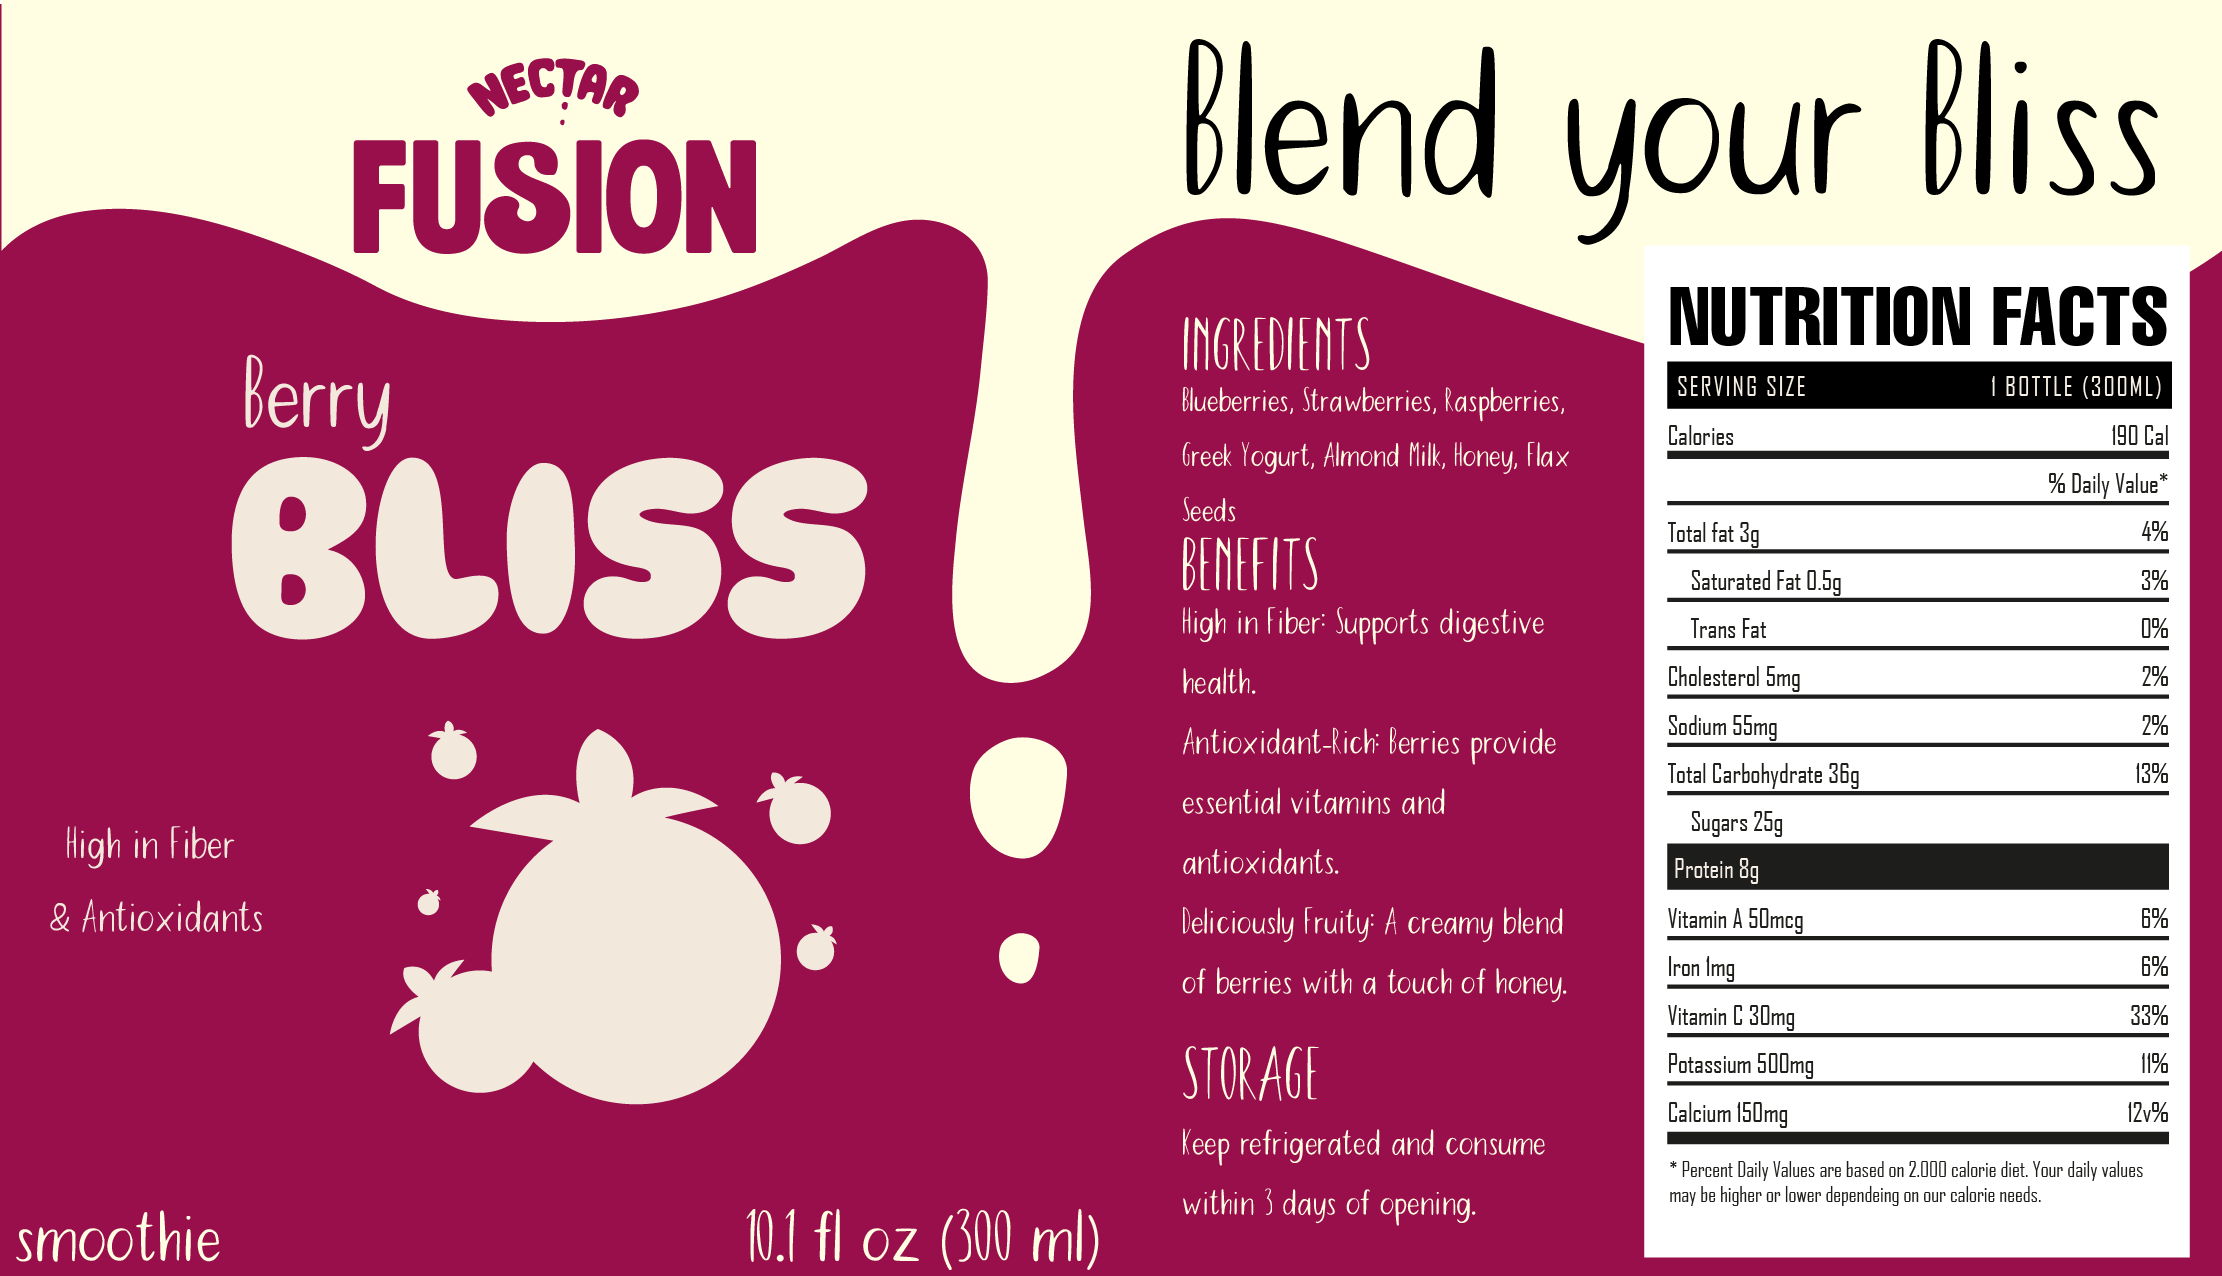 NECTAR
FUSION
Berry
BLISS
High in Fiber
& Antioxidants
smoothie
10.1 fl oz (300 ml)
Blend your Bliss
INGREDIENTS
Blueberries, Strawberries, Raspberries,
Greek Yogurt, Almond Milk, Honey, Flax
Seeds
BENEFITS
High in Fiber: Supports digestive
health.
Antioxidant-Rich: Berries provide
essential vitamins and
antioxidants.
Deliciously Fruity: A creamy blend
of berries with a touch of honey.
STORAGE
Keep refrigerated and consume
within 3 days of opening.
NUTRITION FACTS
SERVING SIZE 1 BOTTLE (300ML)
Calories 190 Cal
% Daily Value*
Total fat 3g 4%
Saturated Fat 0.5g 3%
Trans Fat 0%
Cholesterol 5mg 2%
Sodium 55mg 2%
Total Carbohydrate 36g 13%
Sugars 25g
Protein 8g
Vitamin A 50mcg 6%
Iron 1mg 6%
Vitamin C 30mg 33%
Potassium 500mg 11%
Calcium 150mg 12v%
* Percent Daily Values are based on 2.000 calorie diet. Your daily values
may be higher or lower dependeing on our calorie needs.